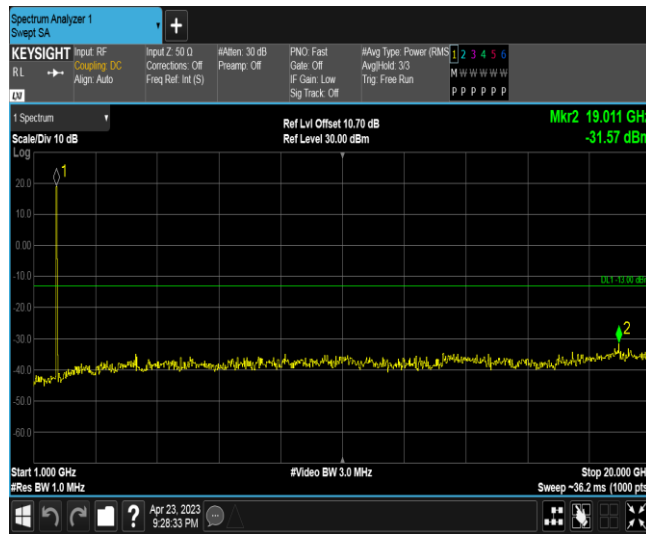 Spectrum Analyzer 1
Swept SA
+
KEYSIGHT
RL
LXI
Input: RF
Coupling: DC
Align: Auto
Input Z: 50 Ω
Corrections: Off
Freq Ref: Int (S)
#Atten: 30 dB
Preamp: Off
PNO: Fast
Gate: Off
IF Gain: Low
Sig Track: Off
#Avg Type: Power (RMS
Avg|Hold: 3/3
Trig: Free Run
1 2 3 4 5 6
M W W W W W
P P P P P P
1 Spectrum
Scale/Div 10 dB
Log
Ref Lvl Offset 10.70 dB
Ref Level 30.00 dBm
Mkr2 19.011 GHz
-31.57 dBm
1
20.0
10.0
0.00
-10.0
DL1 -13.00 dBm
-20.0
-30.0
2
-40.0
-50.0
-60.0
Start 1.000 GHz
#Res BW 1.0 MHz
#Video BW 3.0 MHz
Stop 20.000 GH
Sweep ~36.2 ms (1000 pts
?
Apr 23, 2023
9:28:33 PM